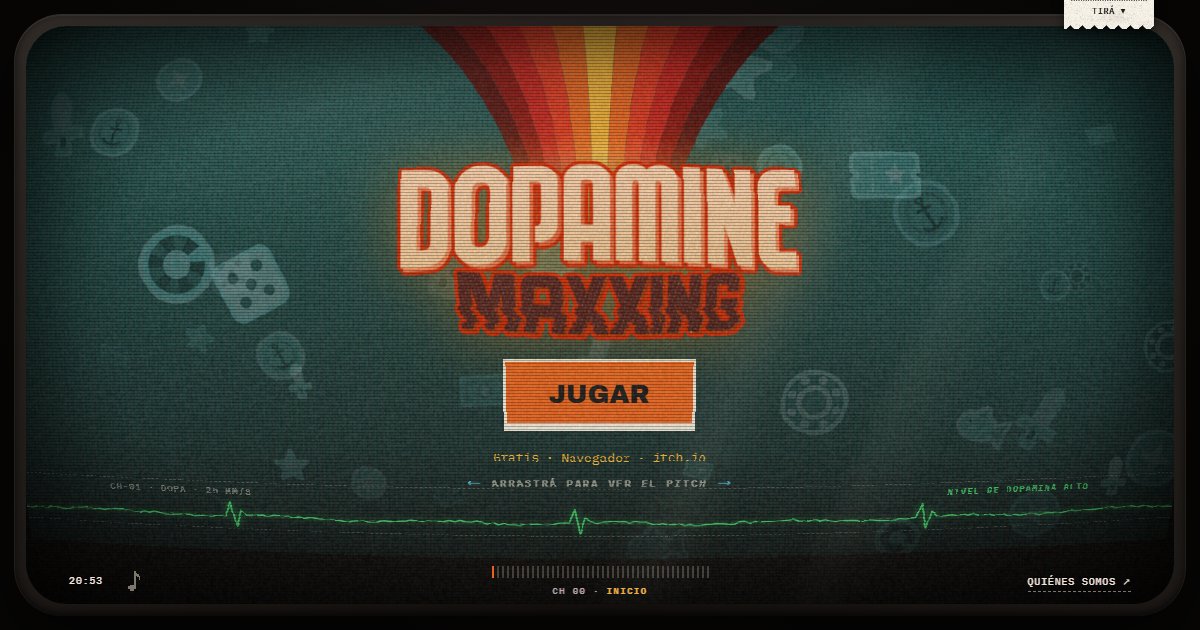 TIRÁ ▼
DOPAMINE
MAXXING
JUGAR
Gratis · Navegador · itch.io
← ARRASTRÁ PARA VER EL PITCH →
CH-01 · DOPA · 25 MM/S
NIVEL DE DOPAMINA ALTO
20:53
CH 00 · INICIO
QUIÉNES SOMOS ↗